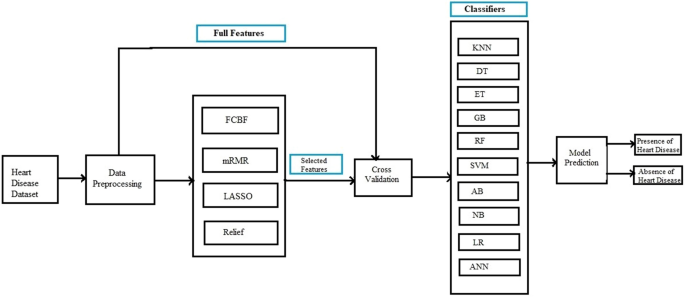 Full Features
Classifiers
Heart
Disease
Dataset
Data
Preprocessing
FCBF
mRMR
LASSO
Relief
Selected
Features
Cross
Validation
KNN
DT
ET
GB
RF
SVM
AB
NB
LR
ANN
Model
Prediction
Presence of
Heart Disease
Absence of
Heart Disease